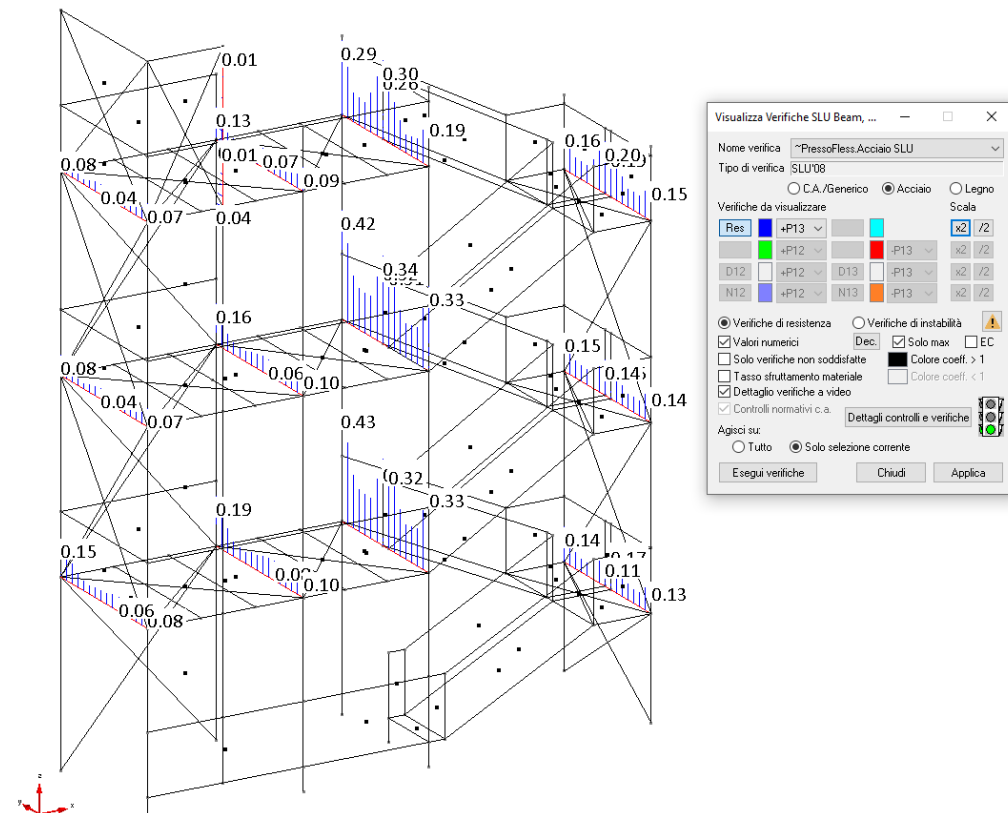 0.01
0.29
0.30
0.13
0.19
0.16
0.20
0.08
0.01
0.07
0.09
0.04
0.07
0.04
0.15
0.42
0.34
0.33
0.16
0.15
0.08
0.06
0.10
0.04
0.07
0.14
0.43
0.32
0.33
0.19
0.14
0.15
0.10
0.11
0.13
0.06
0.08
z
y
x
Visualizza Verifiche SLU Beam, ...
Nome verifica ~PressoFless.Acciaio SLU
Tipo di verifica SLU'08
C.A./Generico Acciaio Legno
Verifiche da visualizzare Scala
Res +P13 x2 /2
+P12 -P13 x2 /2
D12 +P12 D13 -P13 x2 /2
N12 +P12 N13 -P13 x2 /2
Verifiche di resistenza Verifiche di instabilità
Valori numerici Dec. Solo max EC
Solo verifiche non soddisfatte Colore coeff. > 1
Tasso sfruttamento materiale Colore coeff. < 1
Dettaglio verifiche a video
Controlli normativi c.a. Dettagli controlli e verifiche
Agisci su:
Tutto Solo selezione corrente
Esegui verifiche Chiudi Applica